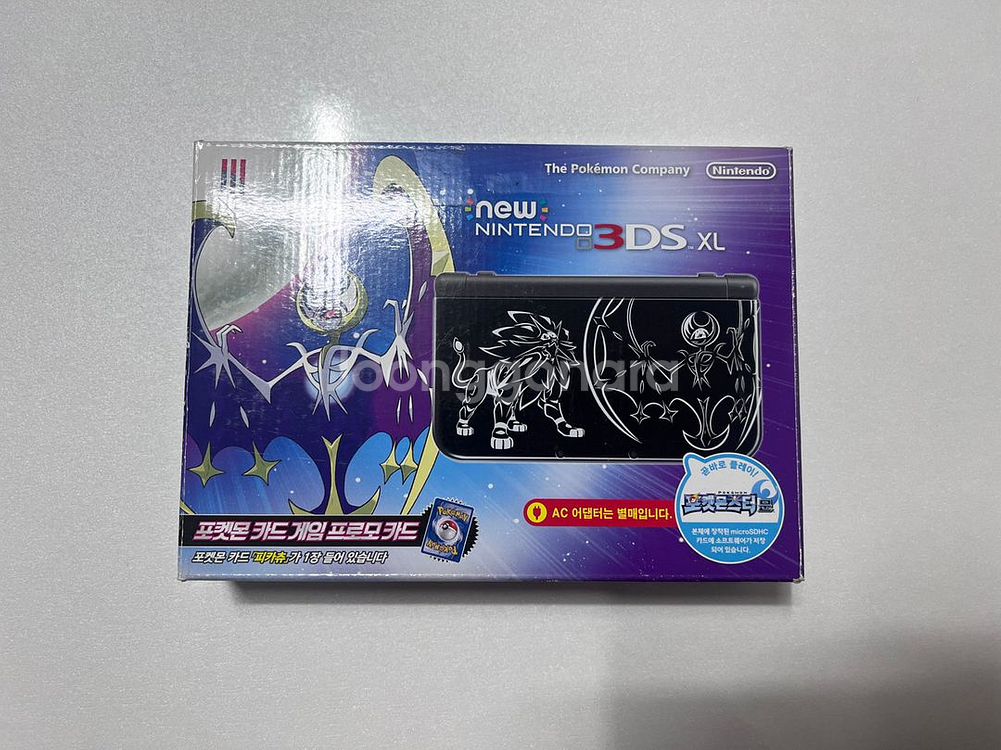 The Pokémon Company
Nintendo
new
NINTENDO 3DS XL
Joonggonara
곧바로 플레이!
POKÉMON
포켓몬스터 문
본체에 장착된 microSDHC
카드에 소프트웨어가 저장
되어 있습니다.
AC 어댑터는 별매입니다.
포켓몬 카드 게임 프로모 카드
포켓몬 카드 「피카츄」가 1장 들어 있습니다
Pokémon
Pokémon